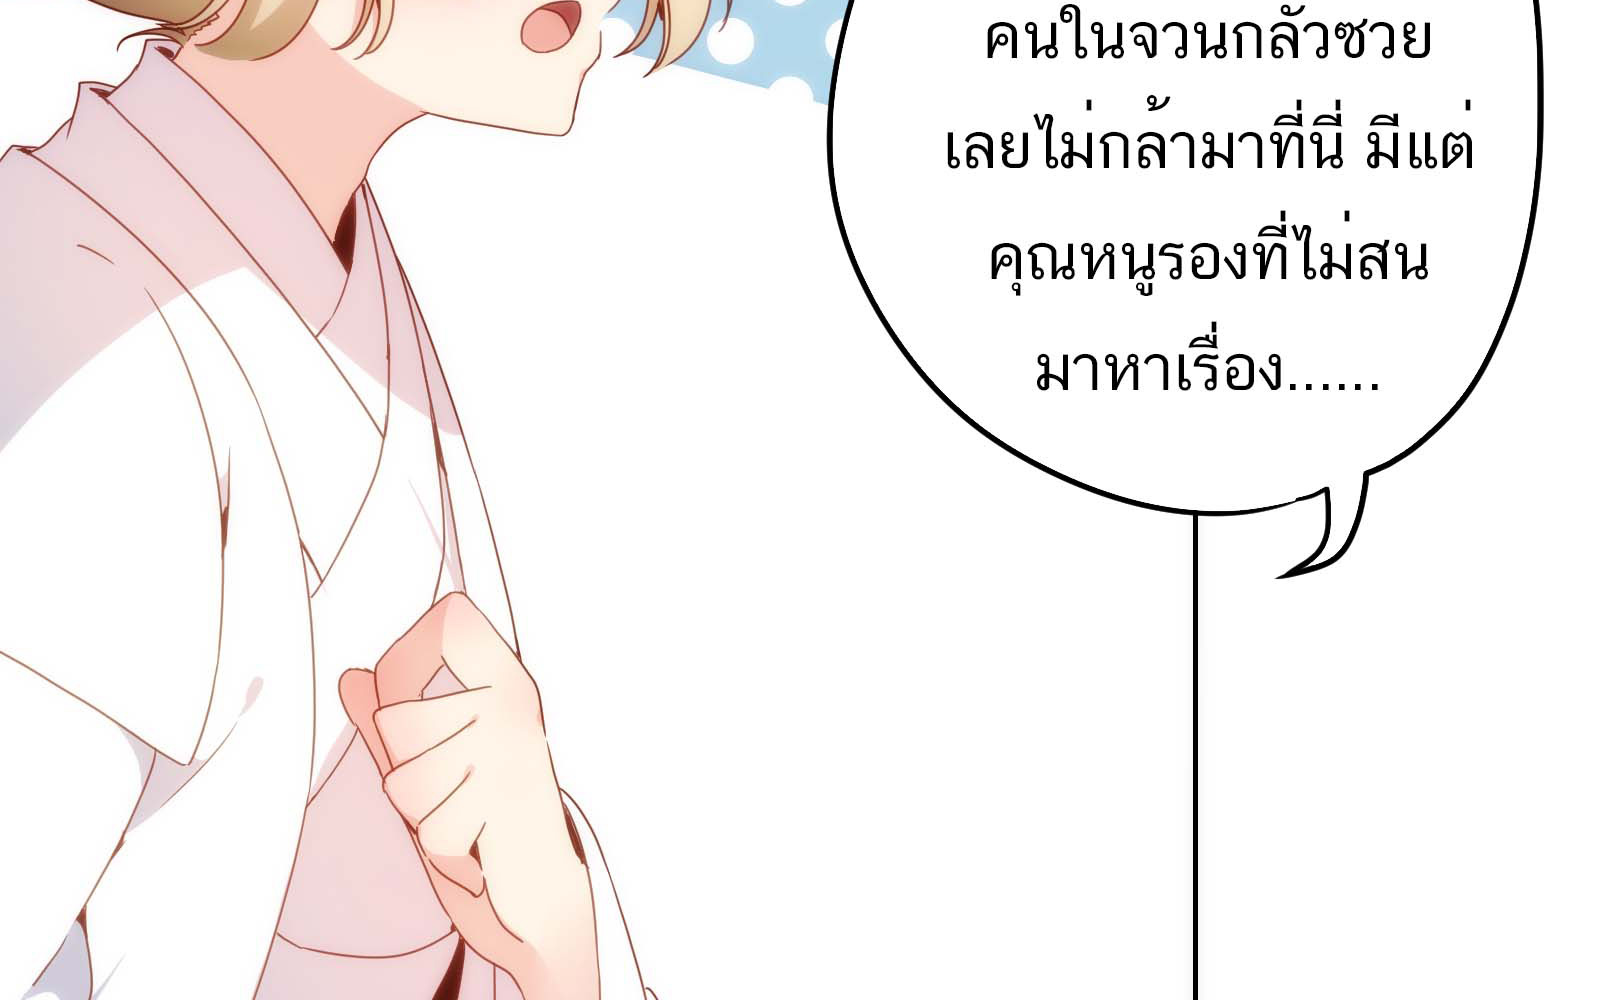 คนในจวนกลัวซวย
เลยไม่กล้ามาที่นี่ มีแต่
คุณหนูรองที่ไม่สน
มาหาเรื่อง......